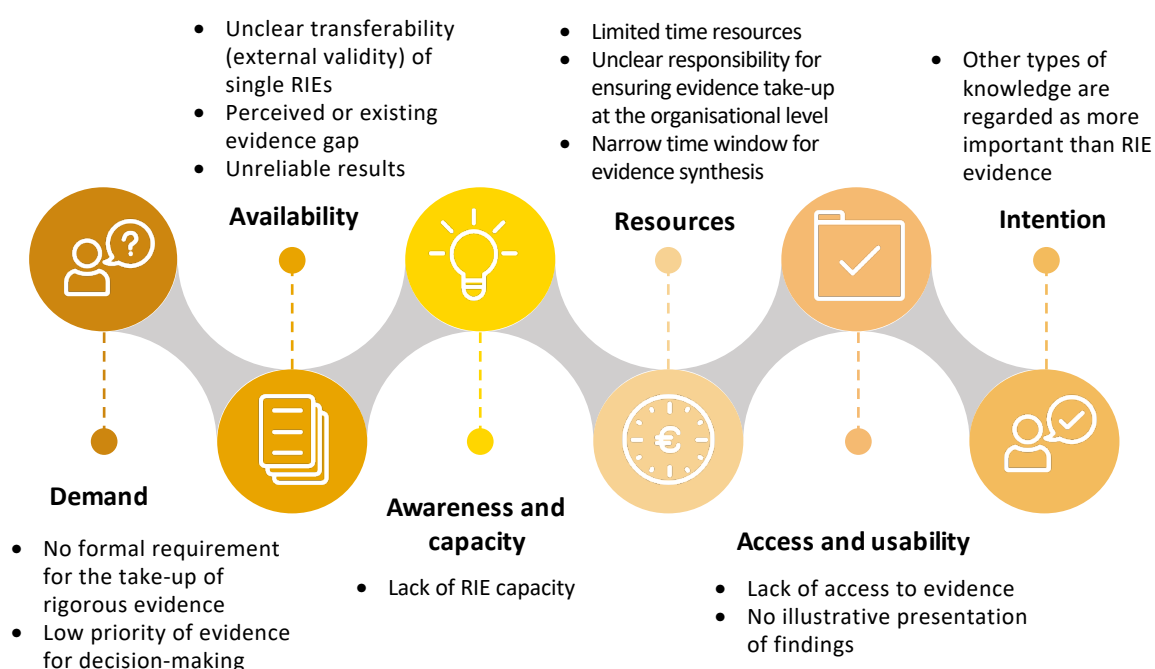 • Unclear transferability
(external validity) of
single RIEs
• Perceived or existing
evidence gap
• Unreliable results
Availability
• Limited time resources
• Unclear responsibility for
ensuring evidence take-up
at the organisational level
• Narrow time window for
evidence synthesis
Resources
• Other types of
knowledge are
regarded as more
important than RIE
evidence
Intention
?
€
Demand
• No formal requirement
for the take-up of
rigorous evidence
• Low priority of evidence
for decision-making
Awareness and
capacity
• Lack of RIE capacity
Access and usability
• Lack of access to evidence
• No illustrative presentation
of findings